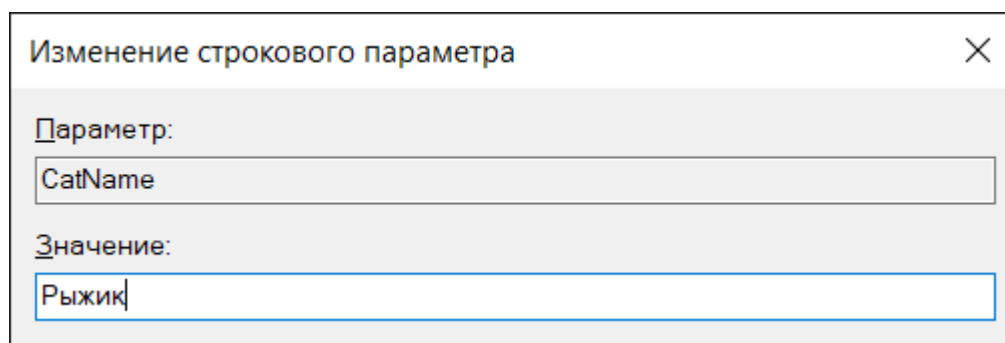 Изменение строкового параметра
Параметр:
CatName
Значение:
Рыжик